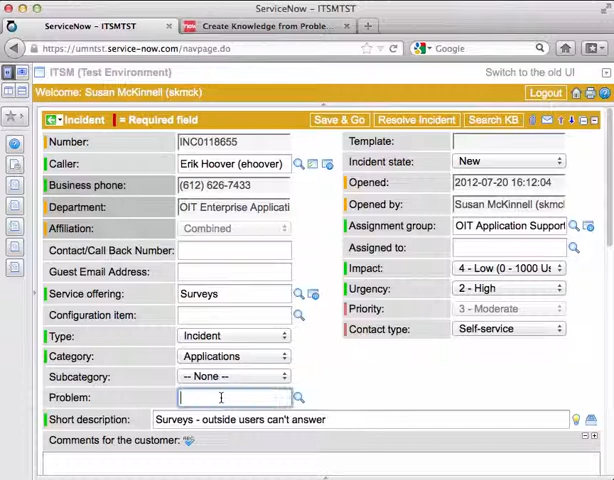 ServiceNow – ITSMTST
ServiceNow – ITSMTST
Create Knowledge from Proble...
https://umntst.service-now.com/navpage.do
Google
ITSM (Test Environment)
Switch to the old UI
Welcome: Susan McKinnell (skmck)
Logout
Incident
= Required field
Save & Go
Resolve Incident
Search KB
Number:
INC0118655
Template:
Caller:
Erik Hoover (ehoover)
Incident state:
New
Business phone:
(612) 626-7433
Opened:
2012-07-20 16:12:04
Department:
OIT Enterprise Applicati
Opened by:
Susan McKinnell (skmc
Affiliation:
Combined
Assignment group:
OIT Application Support
Contact/Call Back Number:
Assigned to:
Guest Email Address:
Impact:
4 - Low (0 - 1000 Us
Service offering:
Surveys
Urgency:
2 - High
Configuration item:
Priority:
3 - Moderate
Type:
Incident
Contact type:
Self-service
Category:
Applications
Subcategory:
-- None --
Problem:
Short description:
Surveys - outside users can't answer
Comments for the customer: